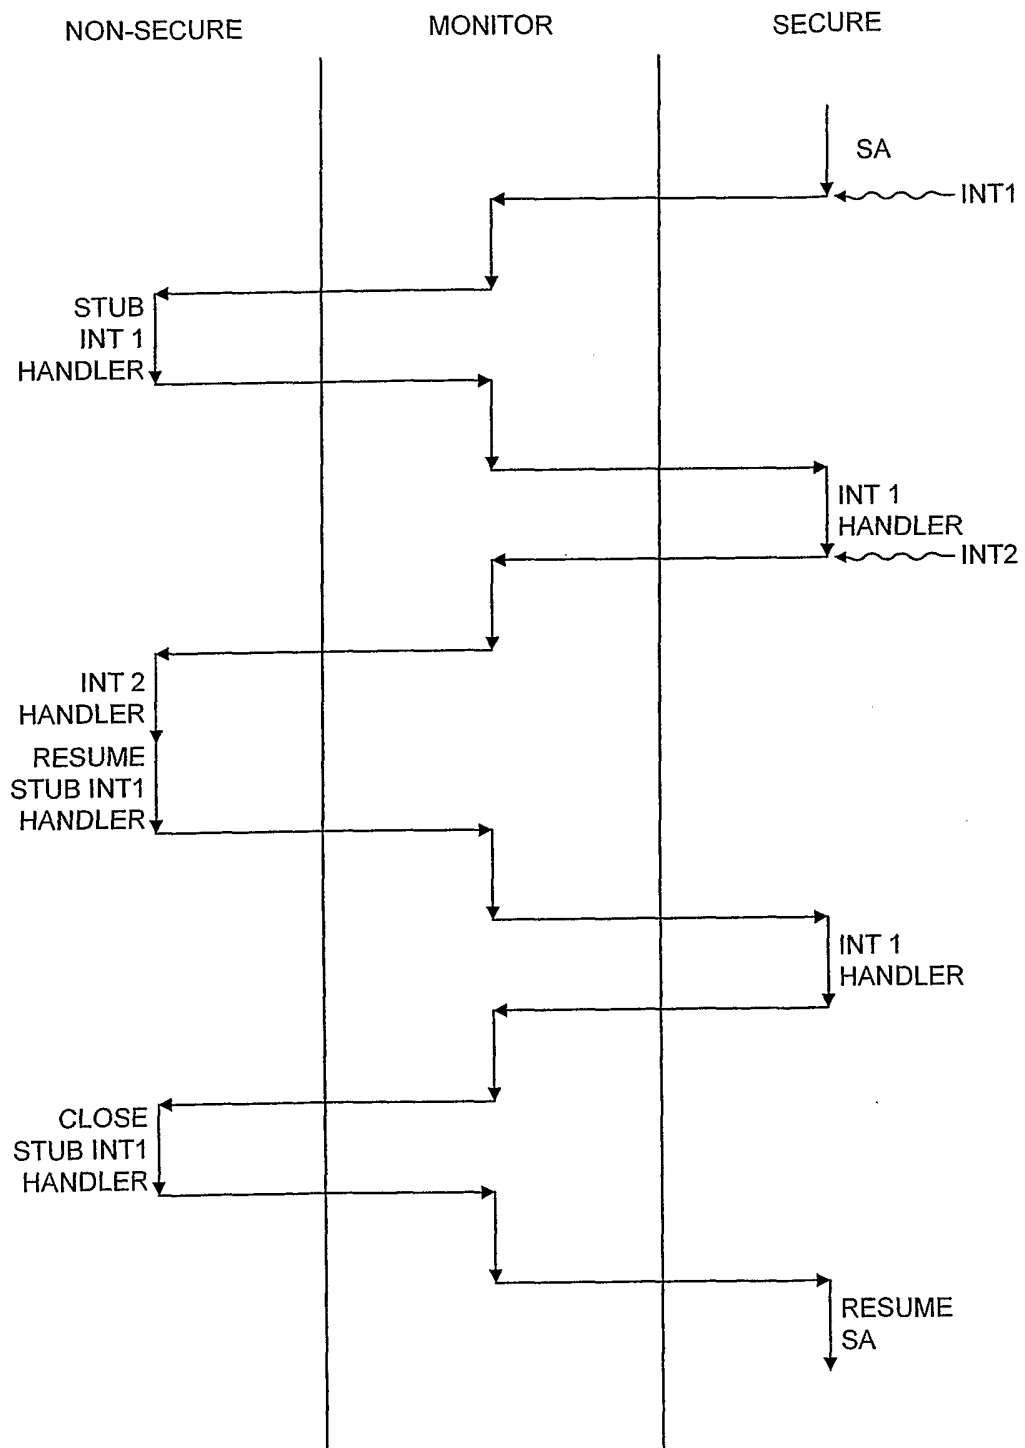 NON-SECURE
MONITOR
SECURE
SA
INT1
STUB
INT 1
HANDLER
INT 1
HANDLER
INT2
INT 2
HANDLER
RESUME
STUB INT1
HANDLER
INT 1
HANDLER
CLOSE
STUB INT1
HANDLER
RESUME
SA